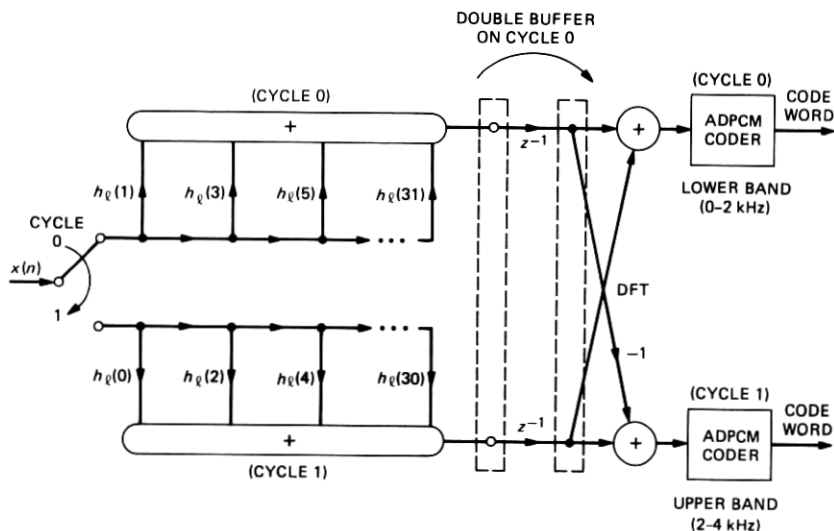 DOUBLE BUFFER
ON CYCLE 0
(CYCLE 0)
+
z⁻¹
+
(CYCLE 0)
ADPCM
CODER
CODE
WORD
LOWER BAND
(0–2 kHz)
hℓ(1)
hℓ(3)
hℓ(5)
hℓ(31)
CYCLE
0
x(n)
1
DFT
−1
hℓ(0)
hℓ(2)
hℓ(4)
hℓ(30)
+
(CYCLE 1)
z⁻¹
+
(CYCLE 1)
ADPCM
CODER
CODE
WORD
UPPER BAND
(2–4 kHz)